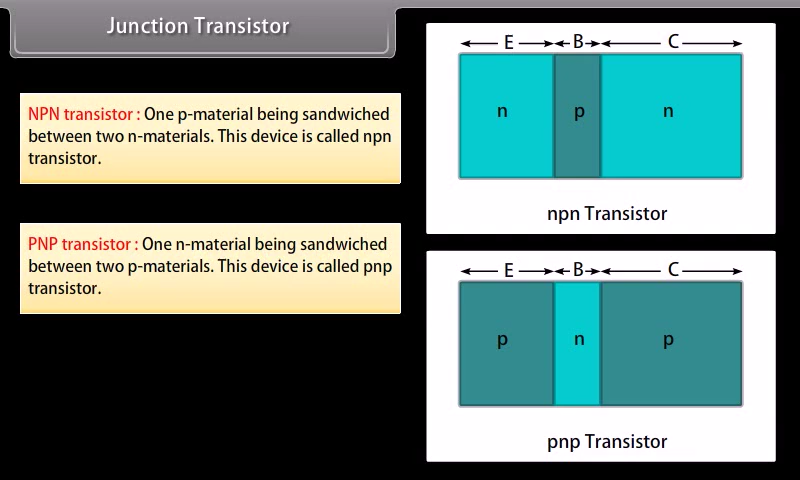 Junction Transistor
NPN transistor : One p-material being sandwiched
between two n-materials. This device is called npn
transistor.
PNP transistor : One n-material being sandwiched
between two p-materials. This device is called pnp
transistor.
E B C
n p n
npn Transistor
E B C
p n p
pnp Transistor